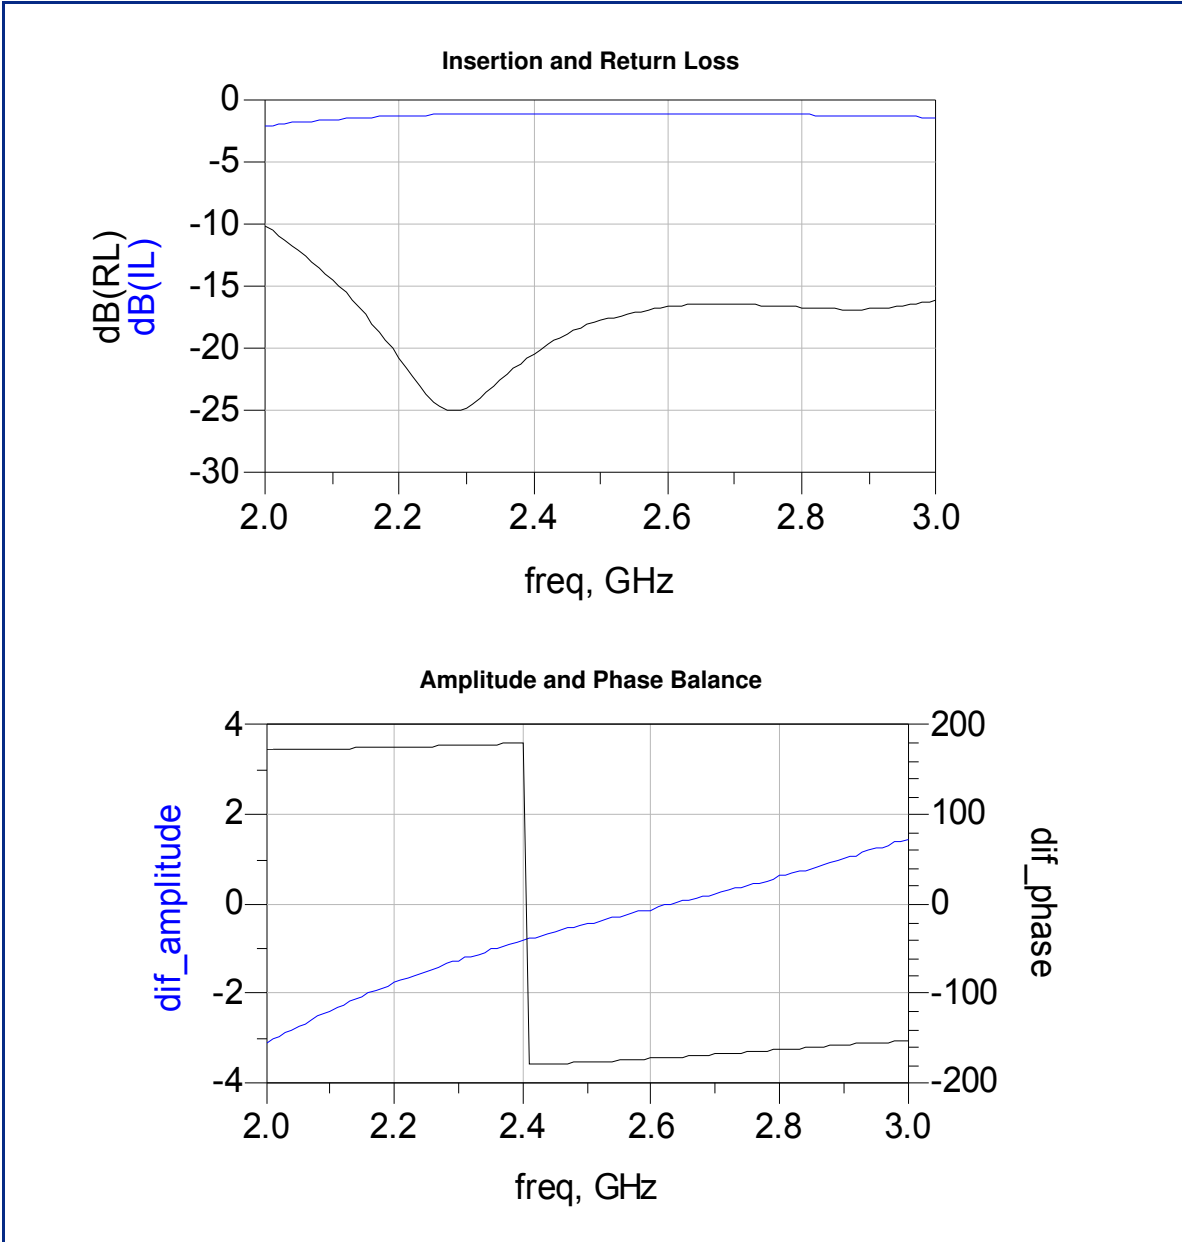 Insertion and Return Loss
0
-5
-10
-15
-20
-25
-30
dB(RL)
dB(IL)
2.0 2.2 2.4 2.6 2.8 3.0
freq, GHz
Amplitude and Phase Balance
4
2
0
-2
-4
dif_amplitude
200
100
0
-100
-200
dif_phase
2.0 2.2 2.4 2.6 2.8 3.0
freq, GHz